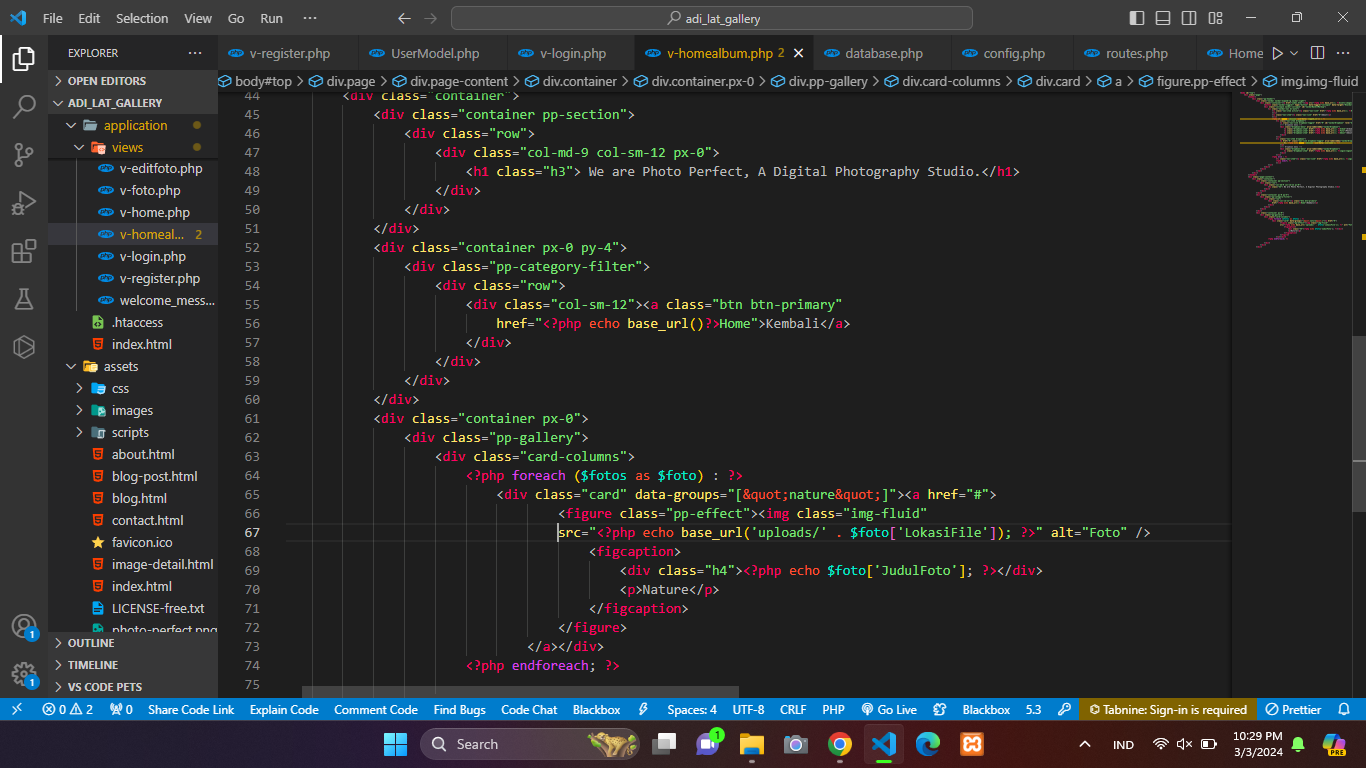 File Edit Selection View Go Run ··· adi_lat_gallery
EXPLORER ···
OPEN EDITORS
ADI_LAT_GALLERY
application
views
v-editfoto.php
v-foto.php
v-home.php
v-homeal... 2
v-login.php
v-register.php
welcome_mess...
.htaccess
index.html
assets
css
images
scripts
about.html
blog-post.html
blog.html
contact.html
favicon.ico
image-detail.html
index.html
LICENSE-free.txt
photo-perfect.png
OUTLINE
TIMELINE
VS CODE PETS
1
1
v-register.php UserModel.php v-login.php v-homealbum.php 2 database.php config.php routes.php Home
body#top > div.page > div.page-content > div.container > div.container.px-0 > div.pp-gallery > div.card-columns > div.card > a > figure.pp-effect > img.img-fluid
44 <div class="container">
45 <div class="container pp-section">
46 <div class="row">
47 <div class="col-md-9 col-sm-12 px-0">
48 <h1 class="h3"> We are Photo Perfect, A Digital Photography Studio.</h1>
49 </div>
50 </div>
51 </div>
52 <div class="container px-0 py-4">
53 <div class="pp-category-filter">
54 <div class="row">
55 <div class="col-sm-12"><a class="btn btn-primary"
56 href="<?php echo base_url()?>Home">Kembali</a>
57 </div>
58 </div>
59 </div>
60 </div>
61 <div class="container px-0">
62 <div class="pp-gallery">
63 <div class="card-columns">
64 <?php foreach ($fotos as $foto) : ?>
65 <div class="card" data-groups="[&quot;nature&quot;]"><a href="#">
66 <figure class="pp-effect"><img class="img-fluid"
67 src="<?php echo base_url('uploads/' . $foto['LokasiFile']); ?>" alt="Foto" />
68 <figcaption>
69 <div class="h4"><?php echo $foto['JudulFoto']; ?></div>
70 <p>Nature</p>
71 </figcaption>
72 </figure>
73 </a></div>
74 <?php endforeach; ?>
75
0 2 0 Share Code Link Explain Code Comment Code Find Bugs Code Chat Blackbox Spaces: 4 UTF-8 CRLF PHP Go Live Blackbox 5.3 Tabnine: Sign-in is required Prettier
Search 1 IND 10:29 PM
3/3/2024
PRE